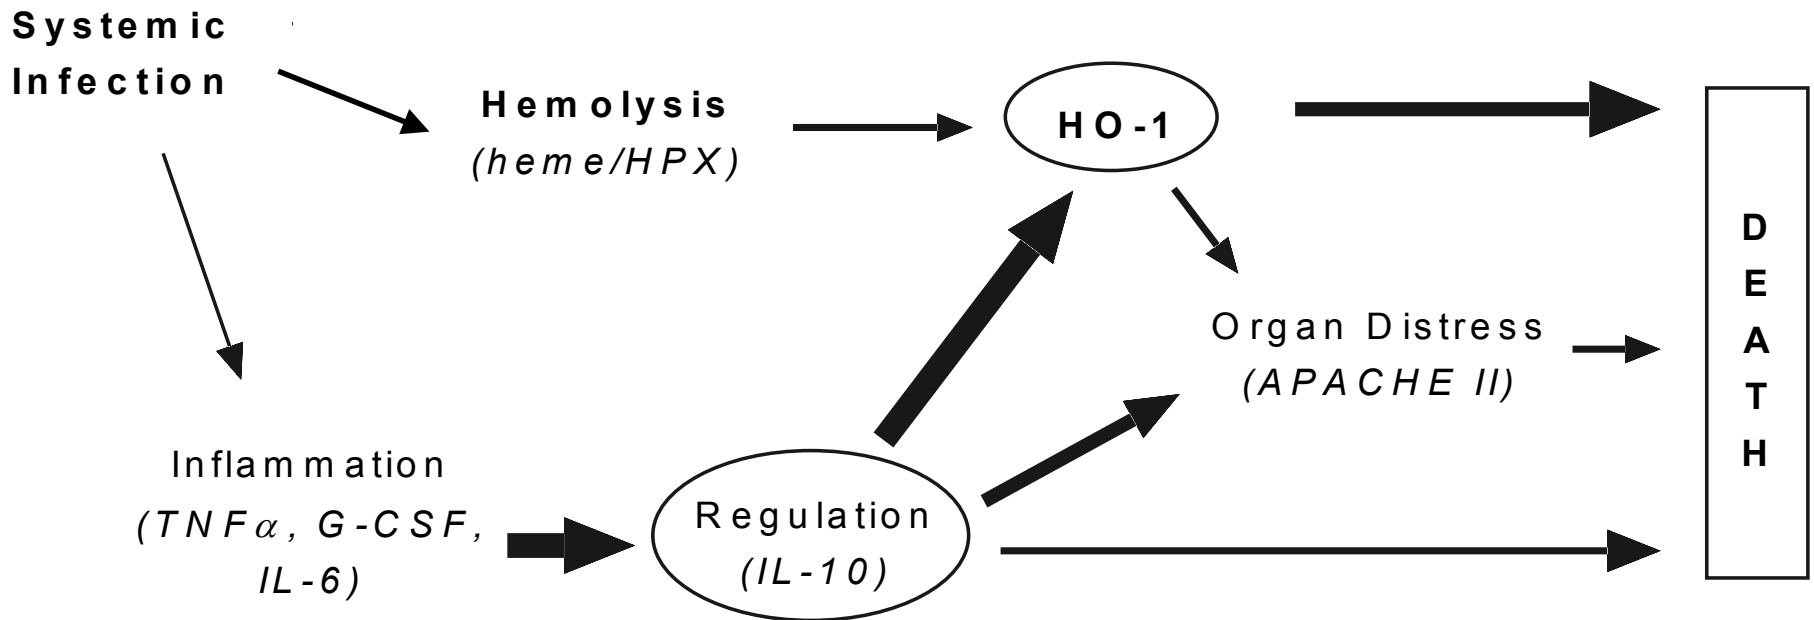 Systemic
Infection
Hemolysis
(heme/HPX)
HO-1
Organ Distress
(APACHE II)
Inflammation
(TNFα, G-CSF,
IL-6)
Regulation
(IL-10)
D
E
A
T
H